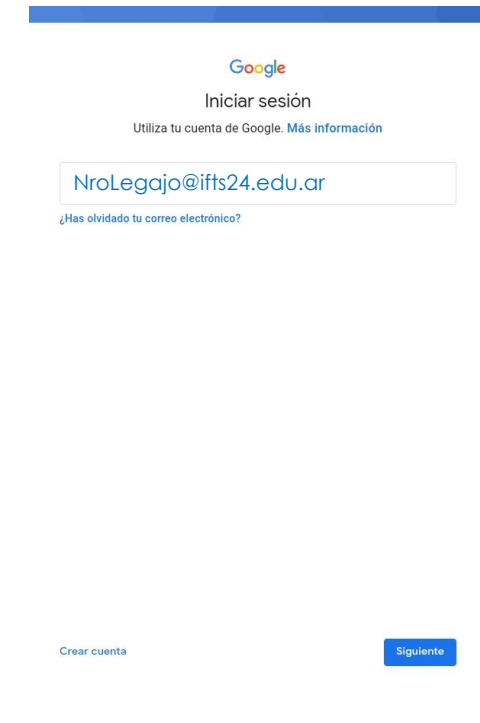 Google
Iniciar sesión
Utiliza tu cuenta de Google. Más información
NroLegajo@ifts24.edu.ar
¿Has olvidado tu correo electrónico?
Crear cuenta
Siguiente